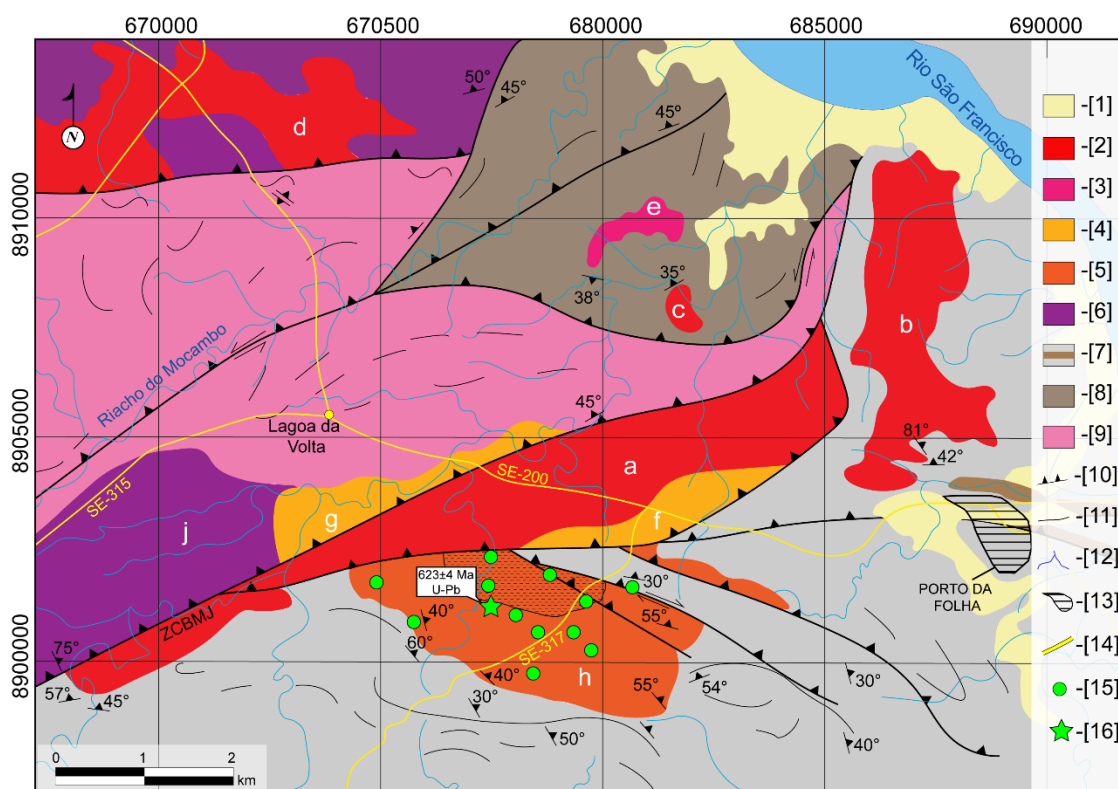 670000 670500 680000 685000 690000
8910000
8905000
8900000
N
d
50°
45°
45°
Rio São Francisco
e
35°
38°
c
b
Riacho do Mocambo
45°
Lagoa da
Volta
SE-315
SE-200
a
81°
42°
g
f
j
623±4 Ma
U-Pb
30°
PORTO DA
FOLHA
ZCBMJ
40°
55°
60°
SE-317
75°
40°
h
57°
45°
30°
55°
54°
30°
50°
40°
0 1 2
km
-[1]
-[2]
-[3]
-[4]
-[5]
-[6]
-[7]
-[8]
-[9]
-[10]
-[11]
-[12]
-[13]
-[14]
-[15]
-[16]